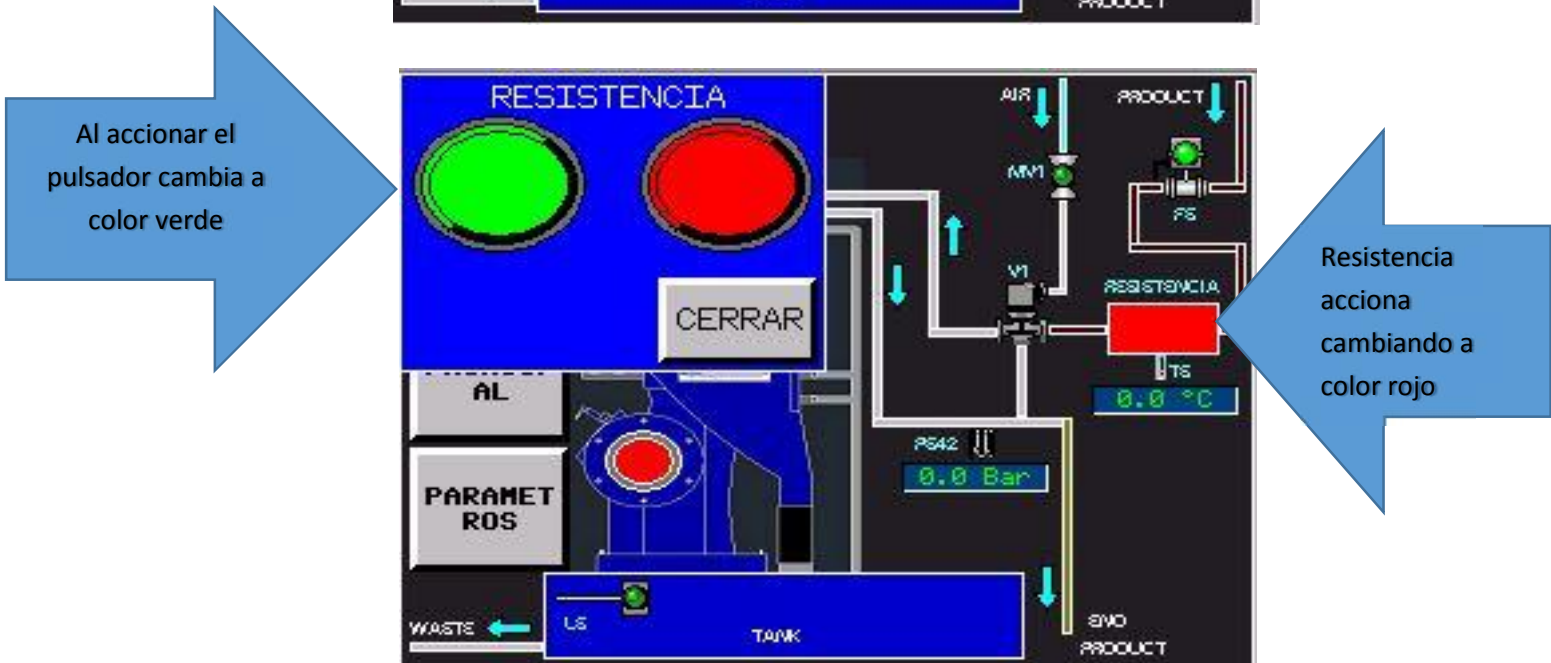 PRODUCT
Al accionar el
pulsador cambia a
color verde
RESISTENCIA
CERRAR
AL
PARAMET
ROS
AIR
PRODUCT
MV1
FS
V1
RESISTENCIA
TS
0.0 °C
PS42
0.0 Bar
WASTE
LS
TANK
END
PRODUCT
Resistencia
acciona
cambiando a
color rojo